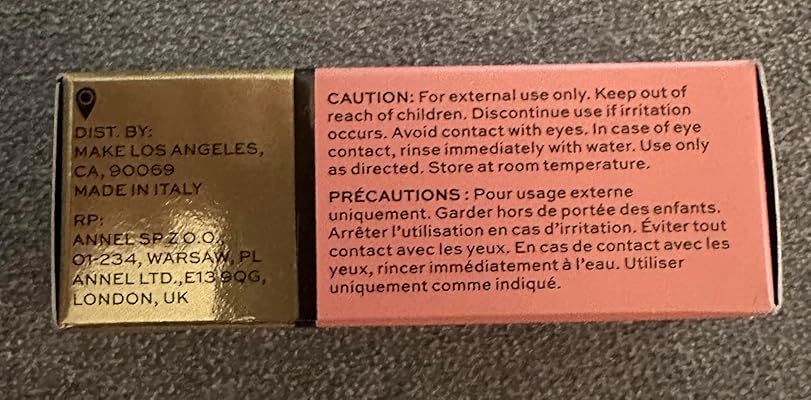 DIST. BY:
MAKE LOS ANGELES,
CA, 90069
MADE IN ITALY
RP:
ANNEL SP Z O.O.
01-234, WARSAW, PL
ANNEL LTD.,E13 9QG,
LONDON, UK
CAUTION: For external use only. Keep out of
reach of children. Discontinue use if irritation
occurs. Avoid contact with eyes. In case of eye
contact, rinse immediately with water. Use only
as directed. Store at room temperature.
PRÉCAUTIONS : Pour usage externe
uniquement. Garder hors de portée des enfants.
Arrêter l'utilisation en cas d'irritation. Éviter tout
contact avec les yeux. En cas de contact avec les
yeux, rincer immédiatement à l'eau. Utiliser
uniquement comme indiqué.